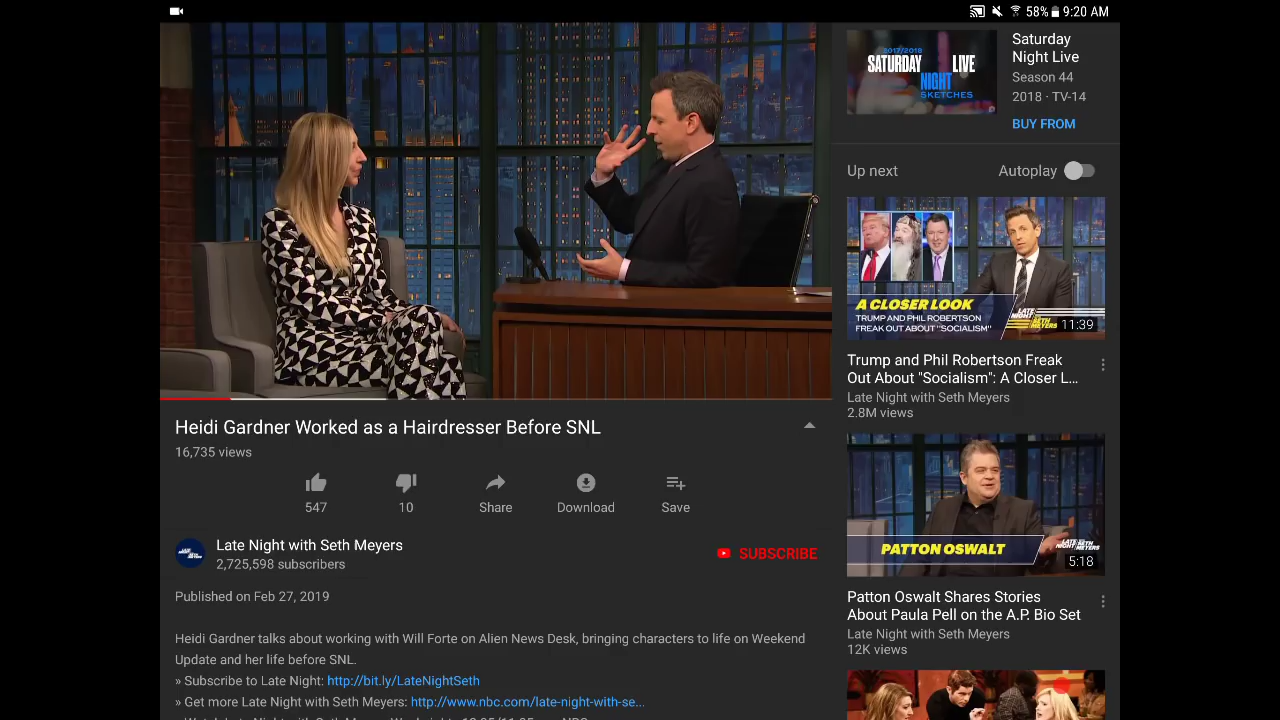 58% 9:20 AM
Heidi Gardner Worked as a Hairdresser Before SNL
16,735 views
547
10
Share
Download
Save
Late Night with Seth Meyers
2,725,598 subscribers
SUBSCRIBE
Published on Feb 27, 2019
Heidi Gardner talks about working with Will Forte on Alien News Desk, bringing characters to life on Weekend
Update and her life before SNL.
» Subscribe to Late Night: http://bit.ly/LateNightSeth
» Get more Late Night with Seth Meyers: http://www.nbc.com/late-night-with-se...
2017/2018
SATURDAY LIVE
NIGHT
SKETCHES
Saturday
Night Live
Season 44
2018 · TV-14
BUY FROM
Up next
Autoplay
A CLOSER LOOK
TRUMP AND PHIL ROBERTSON
FREAK OUT ABOUT "SOCIALISM"
LATE
NIGHT
SETH
MEYERS
11:39
Trump and Phil Robertson Freak
Out About "Socialism": A Closer L...
Late Night with Seth Meyers
2.8M views
PATTON OSWALT
5:18
Patton Oswalt Shares Stories
About Paula Pell on the A.P. Bio Set
Late Night with Seth Meyers
12K views